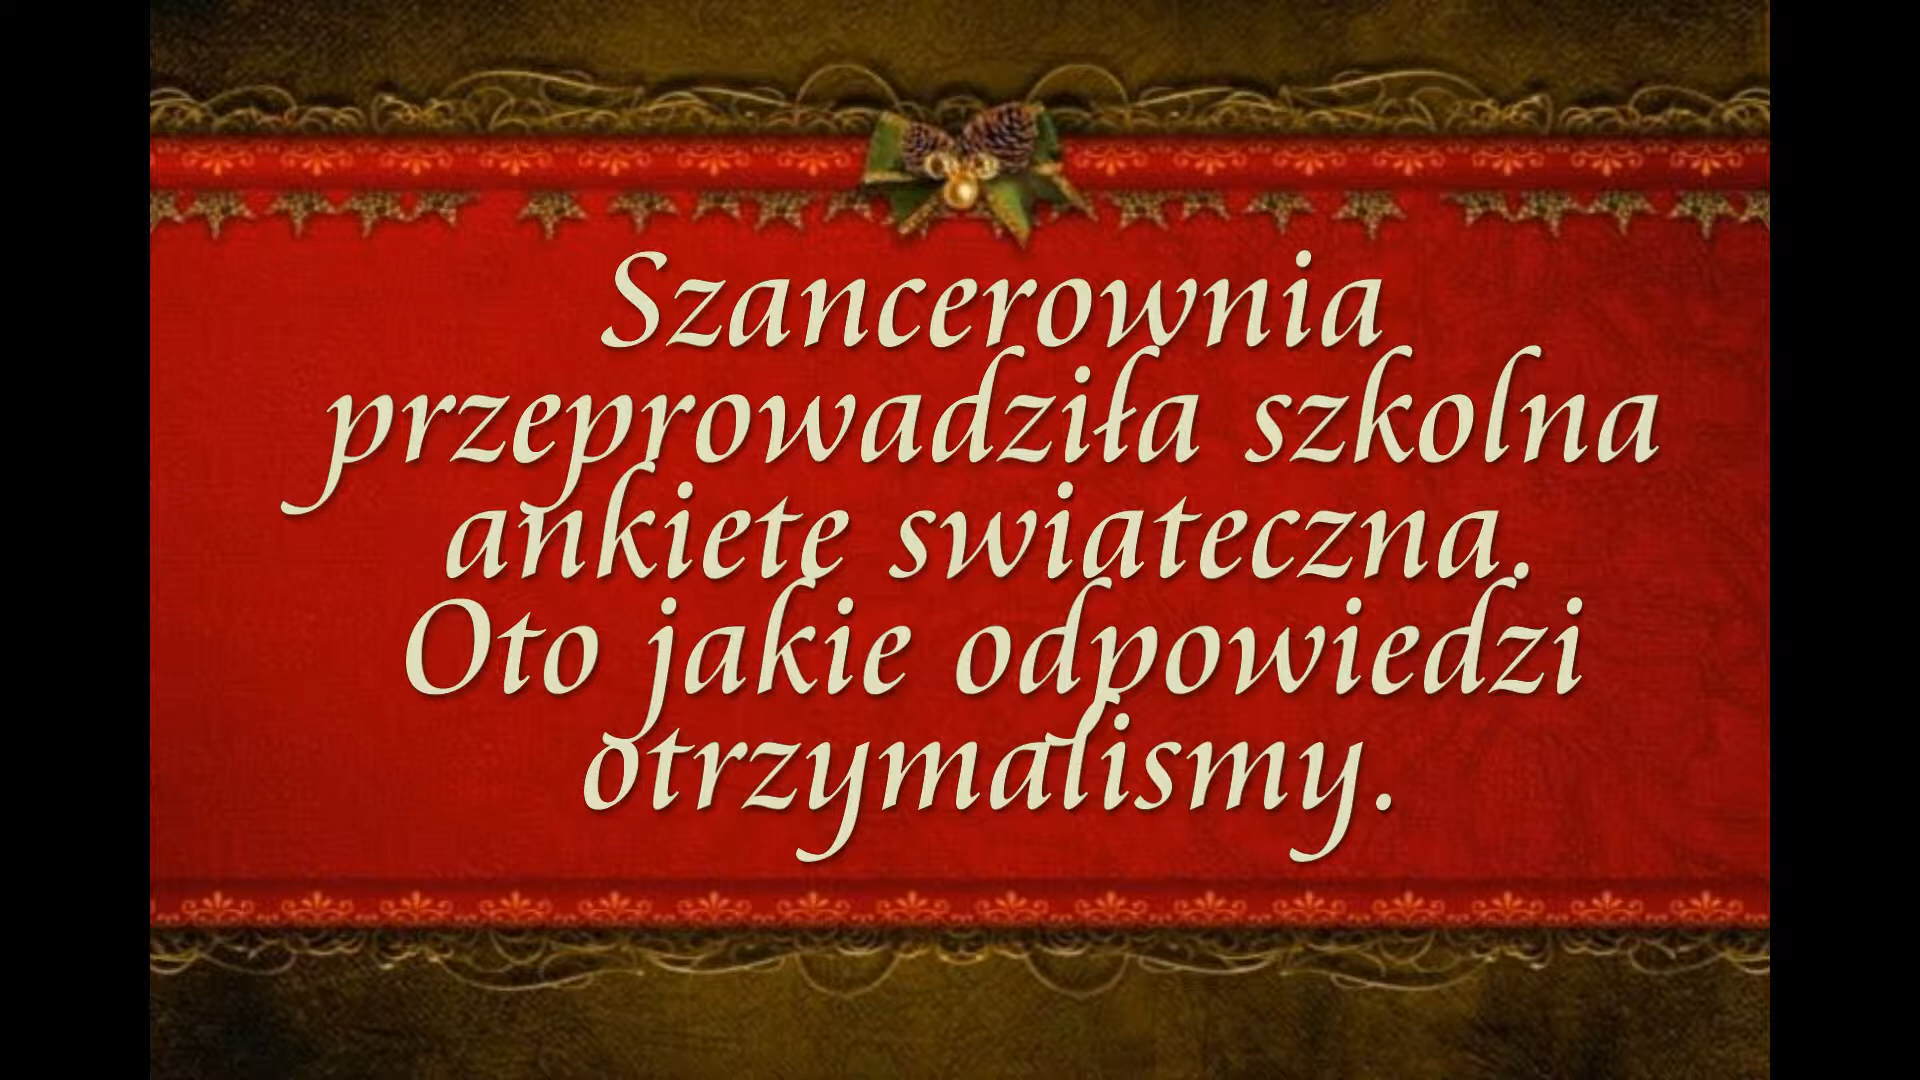 Szancerownia
przeprowadziła szkolna
ankiete swiateczna.
Oto jakie odpowiedzi
otrzymalismy.